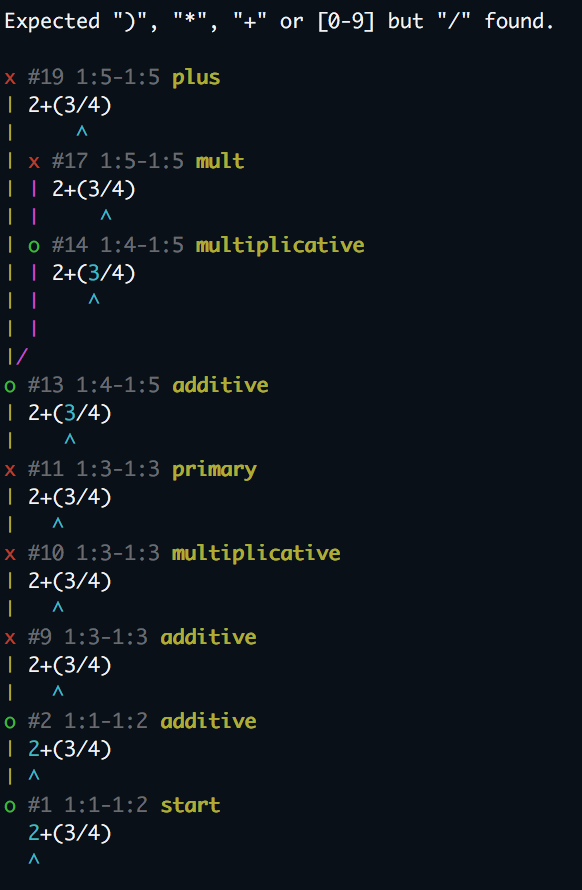 Expected ")", "*", "+" or [0-9] but "/" found.

x #19 1:5-1:5 plus
| 2+(3/4)
|     ^
| x #17 1:5-1:5 mult
| | 2+(3/4)
| |     ^
| o #14 1:4-1:5 multiplicative
| | 2+(3/4)
| |    ^
| |
|/
o #13 1:4-1:5 additive
| 2+(3/4)
|    ^
x #11 1:3-1:3 primary
| 2+(3/4)
|   ^
x #10 1:3-1:3 multiplicative
| 2+(3/4)
|   ^
x #9 1:3-1:3 additive
| 2+(3/4)
|   ^
o #2 1:1-1:2 additive
| 2+(3/4)
| ^
o #1 1:1-1:2 start
  2+(3/4)
  ^